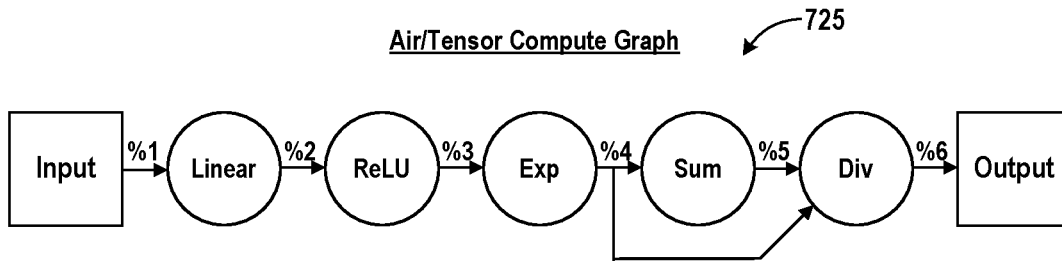 725
Air/Tensor Compute Graph
Input
%1
Linear
%2
ReLU
%3
Exp
%4
Sum
%5
Div
%6
Output